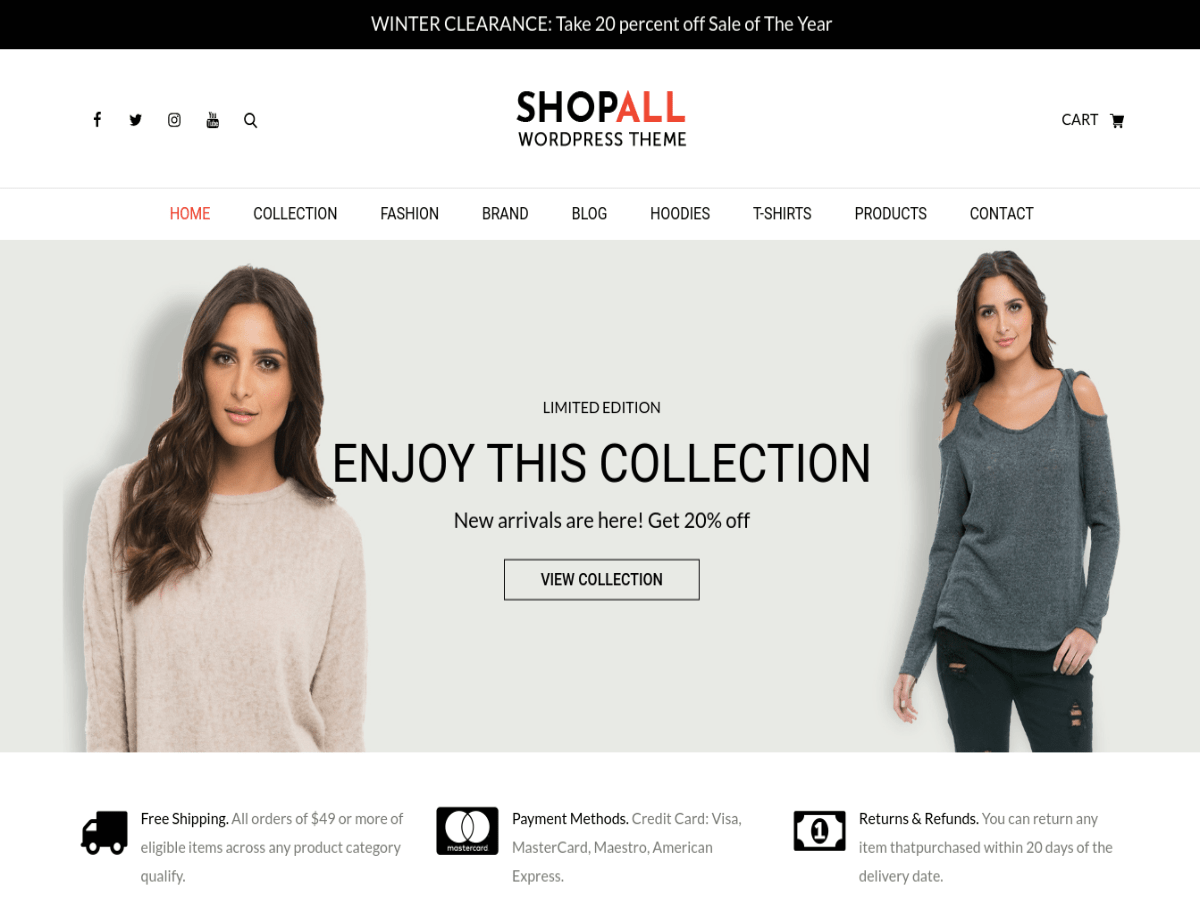 WINTER CLEARANCE: Take 20 percent off Sale of The Year
SHOPALL
WORDPRESS THEME
CART
HOME COLLECTION FASHION BRAND BLOG HOODIES T-SHIRTS PRODUCTS CONTACT
LIMITED EDITION
ENJOY THIS COLLECTION
New arrivals are here! Get 20% off
VIEW COLLECTION
Free Shipping. All orders of $49 or more of
eligible items across any product category
qualify.
mastercard
Payment Methods. Credit Card: Visa,
MasterCard, Maestro, American
Express.
1
Returns & Refunds. You can return any
item thatpurchased within 20 days of the
delivery date.